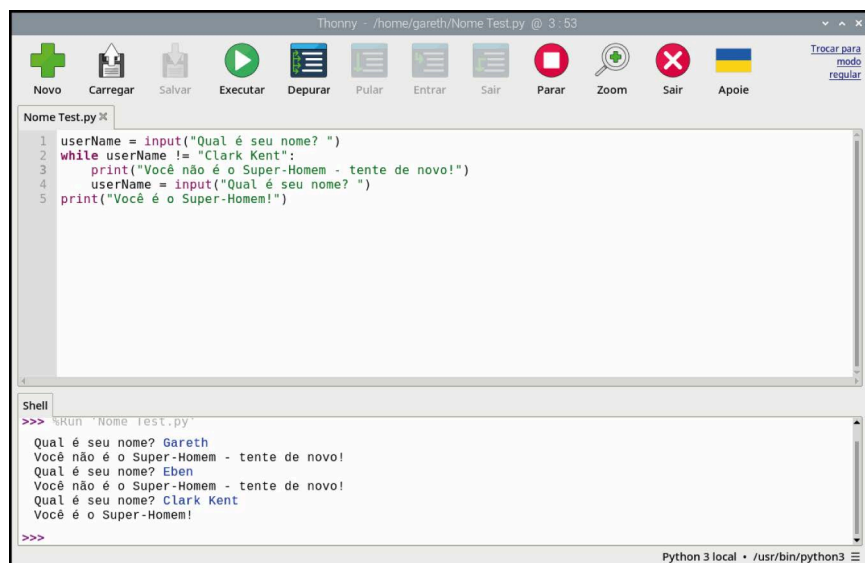 Thonny - /home/gareth/Nome Test.py @ 3:53
Novo Carregar Salvar Executar Depurar Pular Entrar Sair Parar Zoom Sair Apoie
Trocar para
modo
regular
Nome Test.py
1 userName = input("Qual é seu nome? ")
2 while userName != "Clark Kent":
3     print("Você não é o Super-Homem - tente de novo!")
4     userName = input("Qual é seu nome? ")
5 print("Você é o Super-Homem!")
Shell
>>> %Run 'Nome Test.py'
Qual é seu nome? Gareth
Você não é o Super-Homem - tente de novo!
Qual é seu nome? Eben
Você não é o Super-Homem - tente de novo!
Qual é seu nome? Clark Kent
Você é o Super-Homem!
>>>
Python 3 local • /usr/bin/python3 ☰